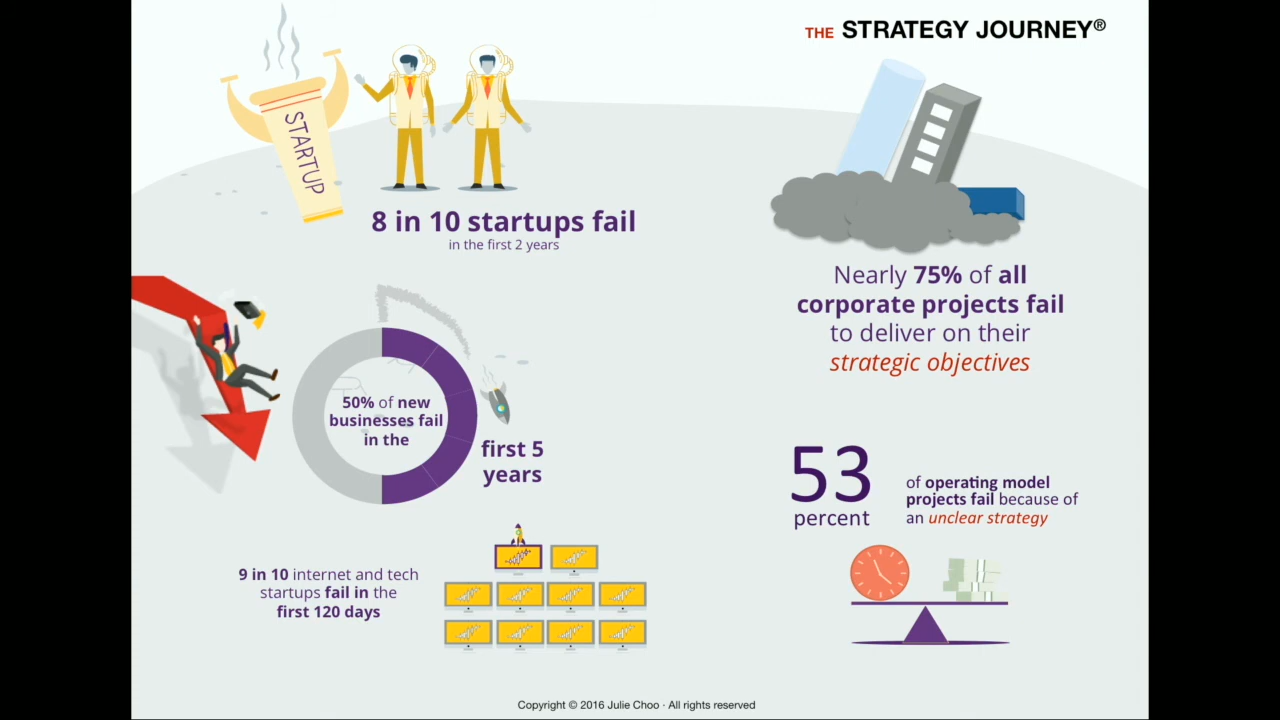 THE STRATEGY JOURNEY®
STARTUP
8 in 10 startups fail
in the first 2 years
Nearly 75% of all
corporate projects fail
to deliver on their
strategic objectives
50% of new
businesses fail
in the
first 5
years
53
percent
of operating model
projects fail because of
an unclear strategy
9 in 10 internet and tech
startups fail in the
first 120 days
Copyright © 2016 Julie Choo · All rights reserved